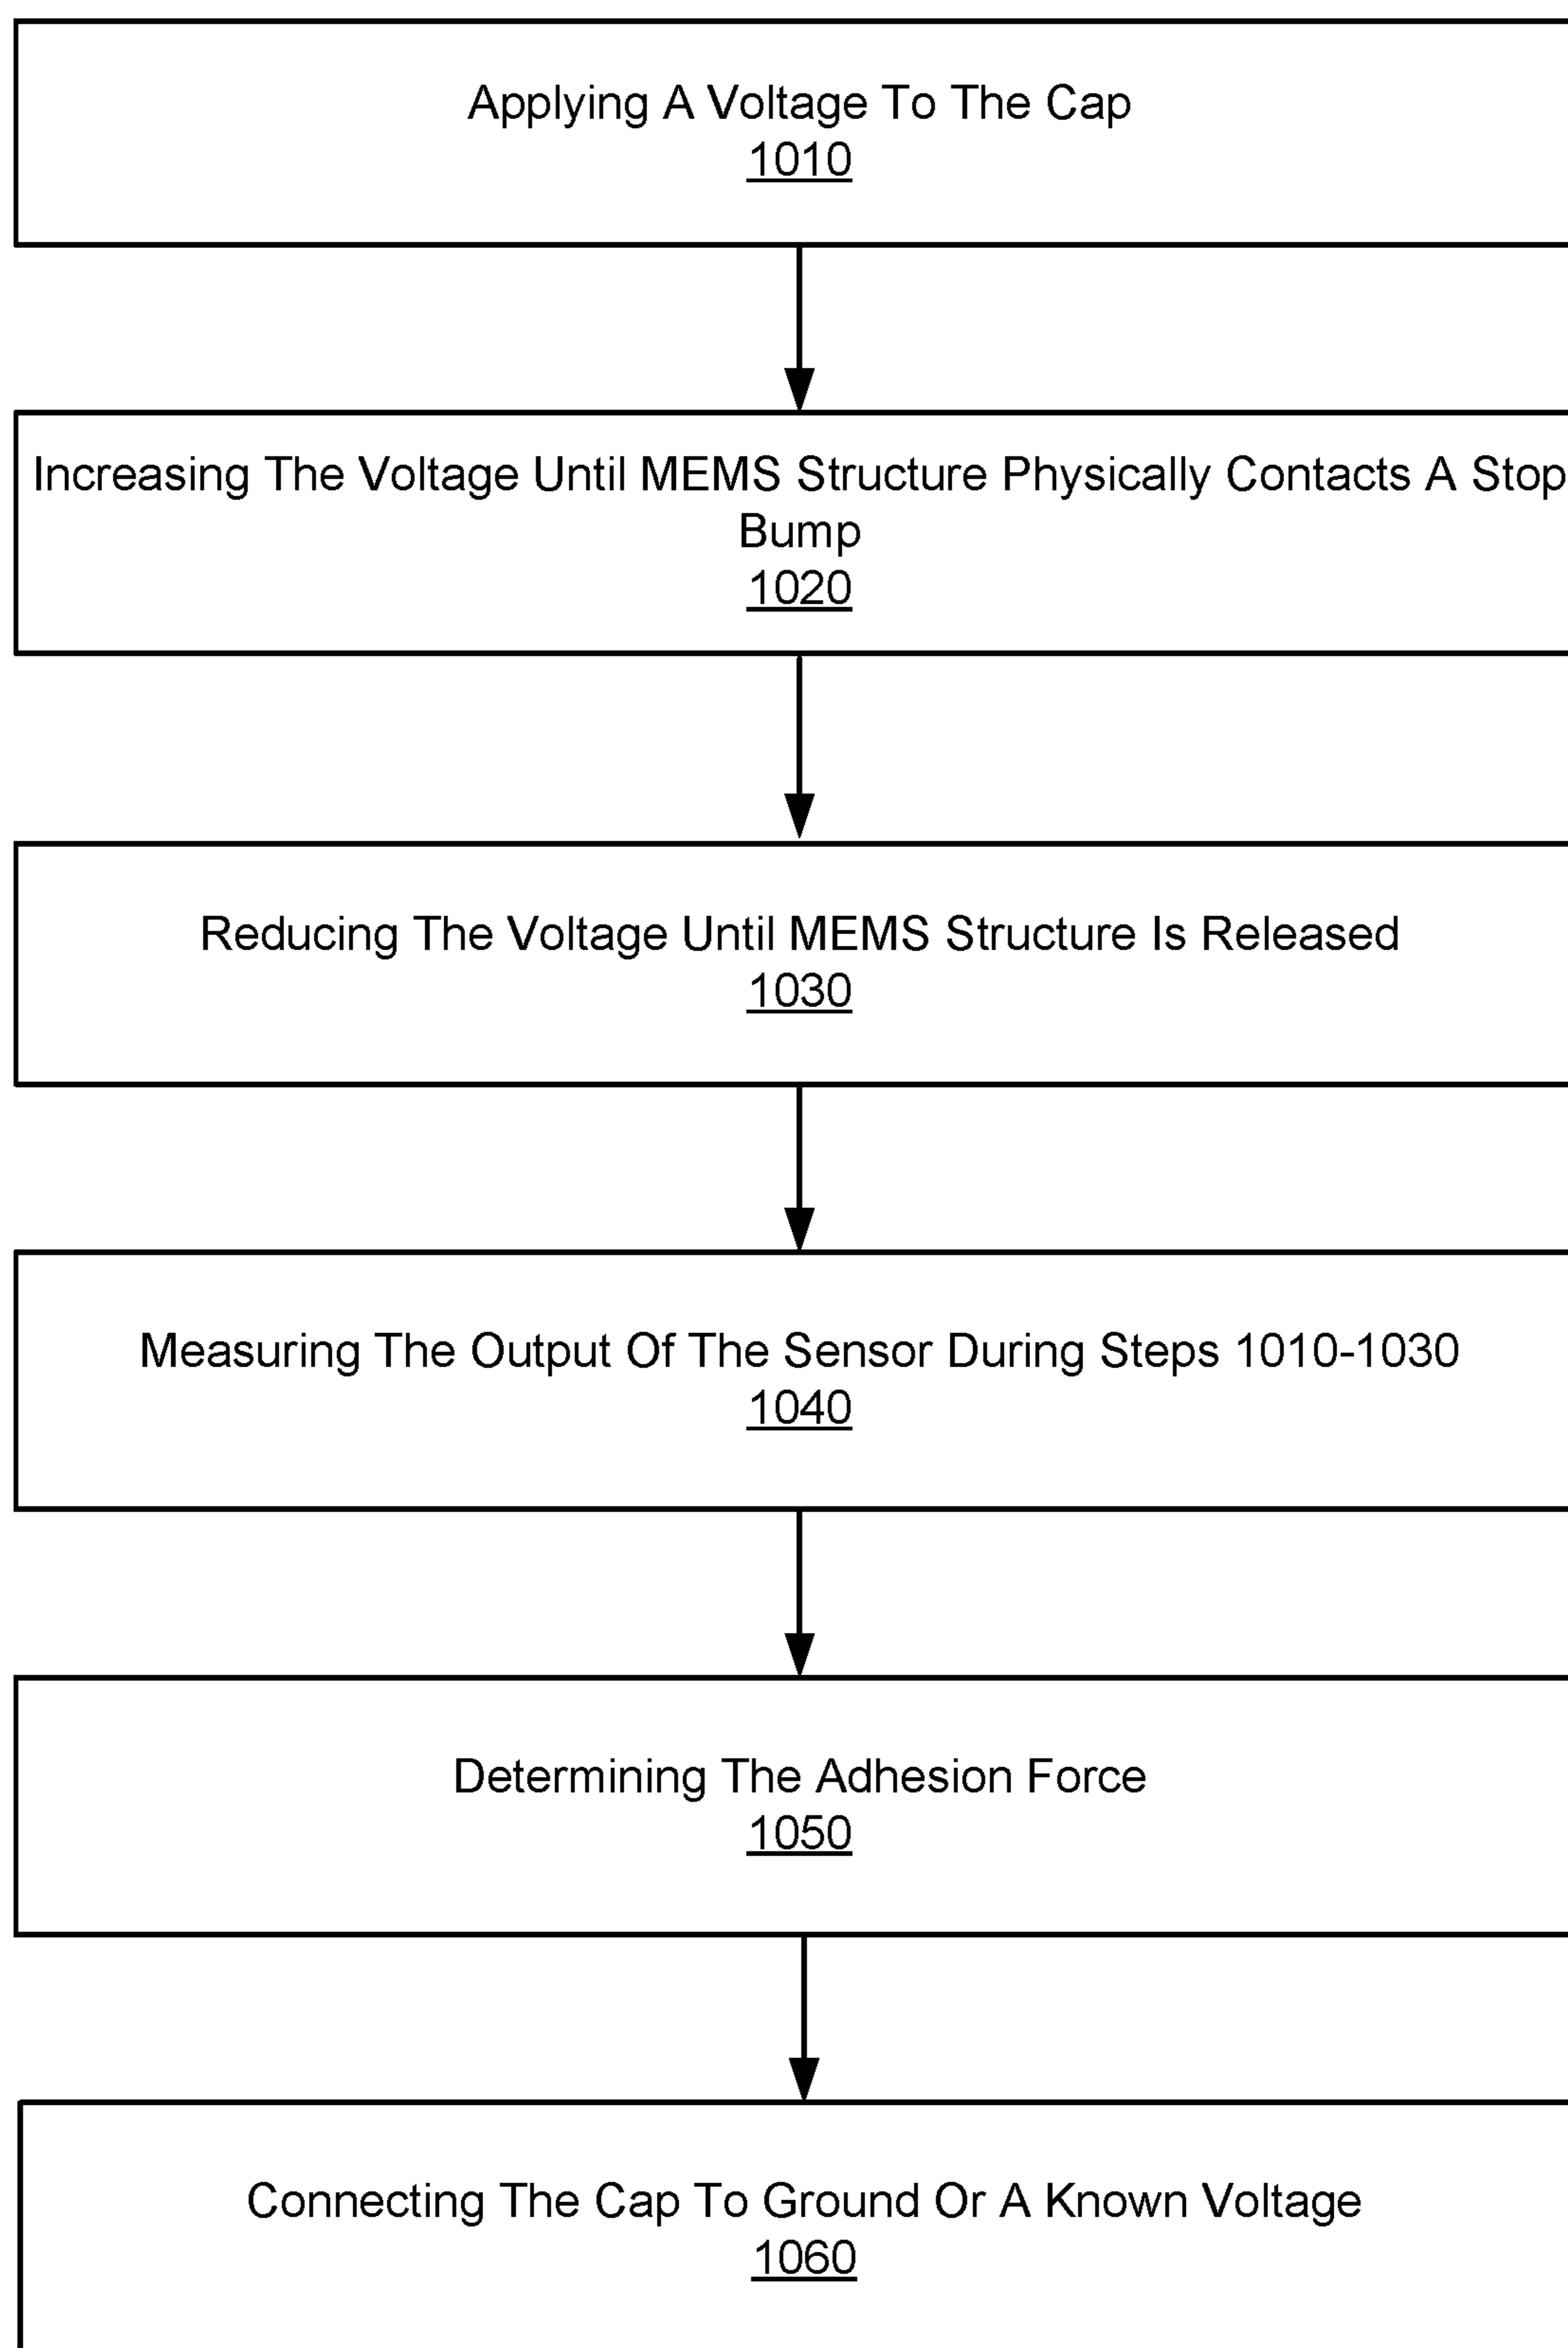 Applying A Voltage To The Cap
1010
Increasing The Voltage Until MEMS Structure Physically Contacts A Stop
Bump
1020
Reducing The Voltage Until MEMS Structure Is Released
1030
Measuring The Output Of The Sensor During Steps 1010-1030
1040
Determining The Adhesion Force
1050
Connecting The Cap To Ground Or A Known Voltage
1060